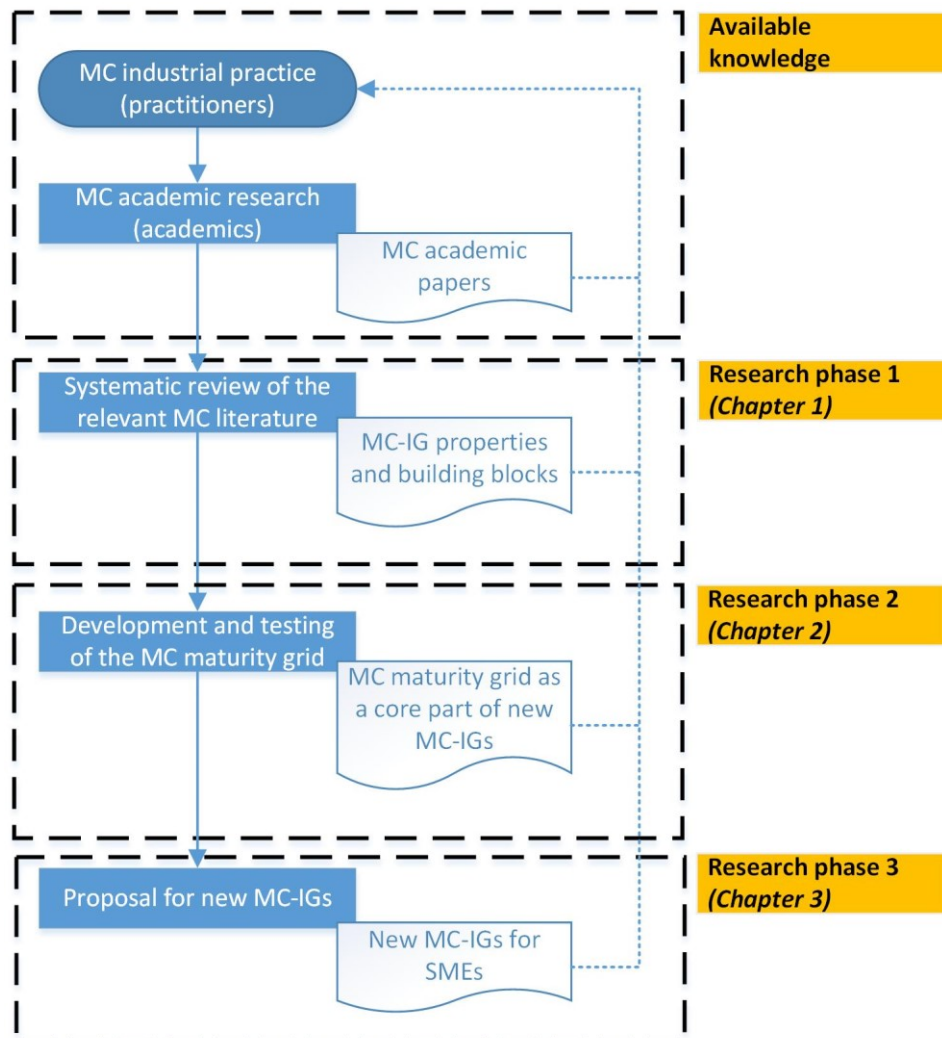 Available
knowledge
MC industrial practice
(practitioners)
MC academic research
(academics)
MC academic
papers
Research phase 1
(Chapter 1)
Systematic review of the
relevant MC literature
MC-IG properties
and building blocks
Research phase 2
(Chapter 2)
Development and testing
of the MC maturity grid
MC maturity grid as
a core part of new
MC-IGs
Research phase 3
(Chapter 3)
Proposal for new MC-IGs
New MC-IGs for
SMEs